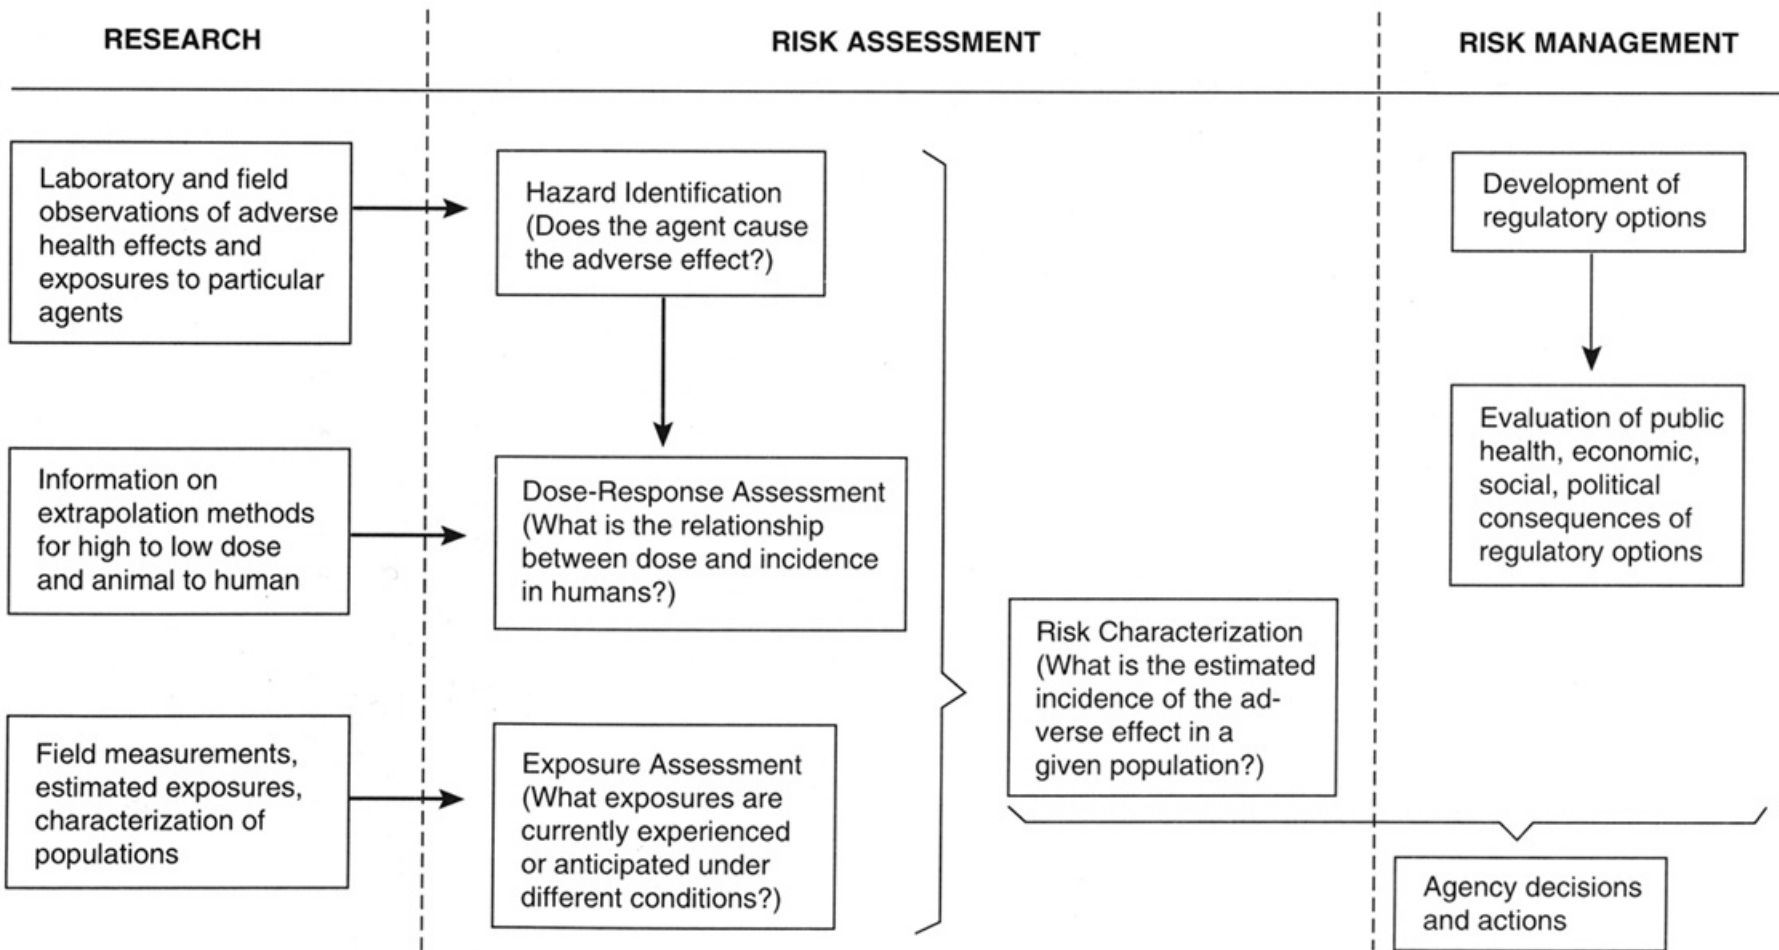 RESEARCH
RISK ASSESSMENT
RISK MANAGEMENT
Laboratory and field
observations of adverse
health effects and
exposures to particular
agents
Hazard Identification
(Does the agent cause
the adverse effect?)
Development of
regulatory options
Information on
extrapolation methods
for high to low dose
and animal to human
Dose-Response Assessment
(What is the relationship
between dose and incidence
in humans?)
Evaluation of public
health, economic,
social, political
consequences of
regulatory options
Field measurements,
estimated exposures,
characterization of
populations
Exposure Assessment
(What exposures are
currently experienced
or anticipated under
different conditions?)
Risk Characterization
(What is the estimated
incidence of the ad-
verse effect in a
given population?)
Agency decisions
and actions